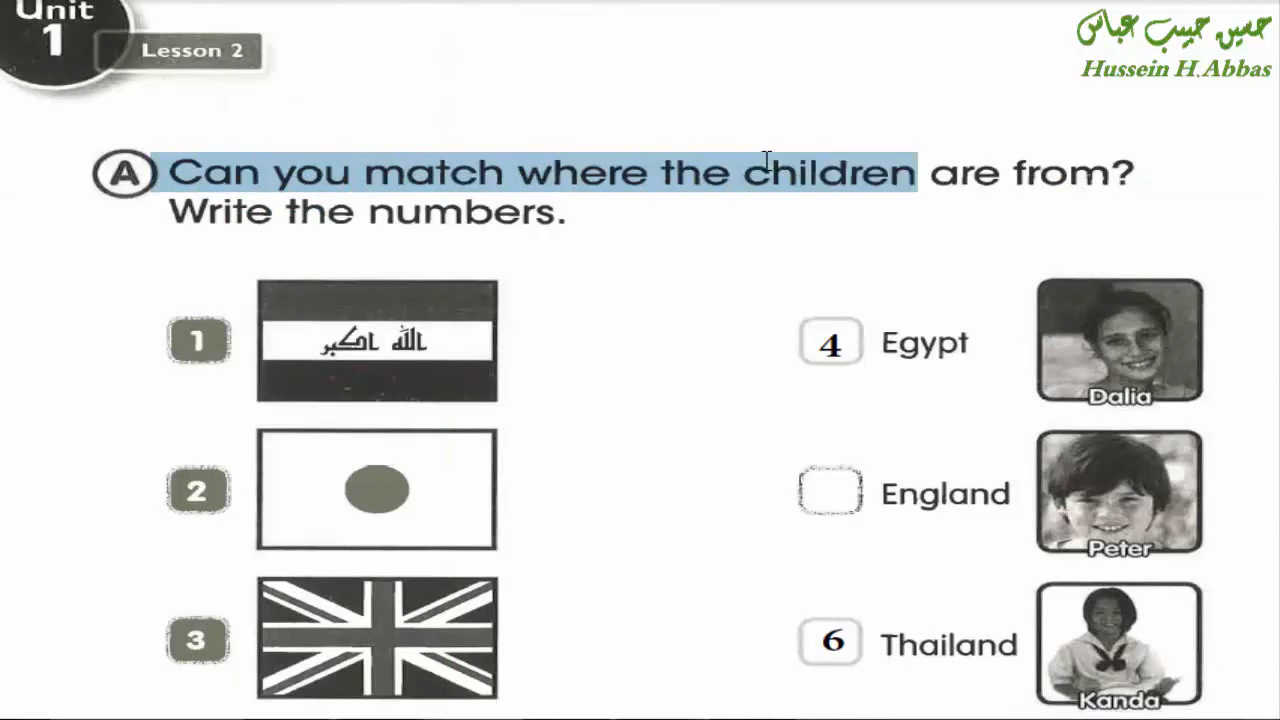 Unit
1
Lesson 2
حسين حبيب عباس
Hussein H.Abbas
A Can you match where the children are from?
Write the numbers.
1
الله اكبر
4 Egypt
Dalia
2
England
Peter
3
6 Thailand
Kanda